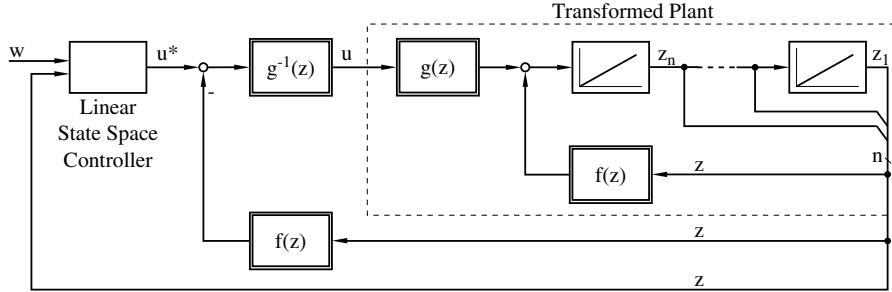 Transformed Plant
w
u*
g⁻¹(z)
u
g(z)
zₙ
z₁
-
Linear
State Space
Controller
n
f(z)
z
f(z)
z
z